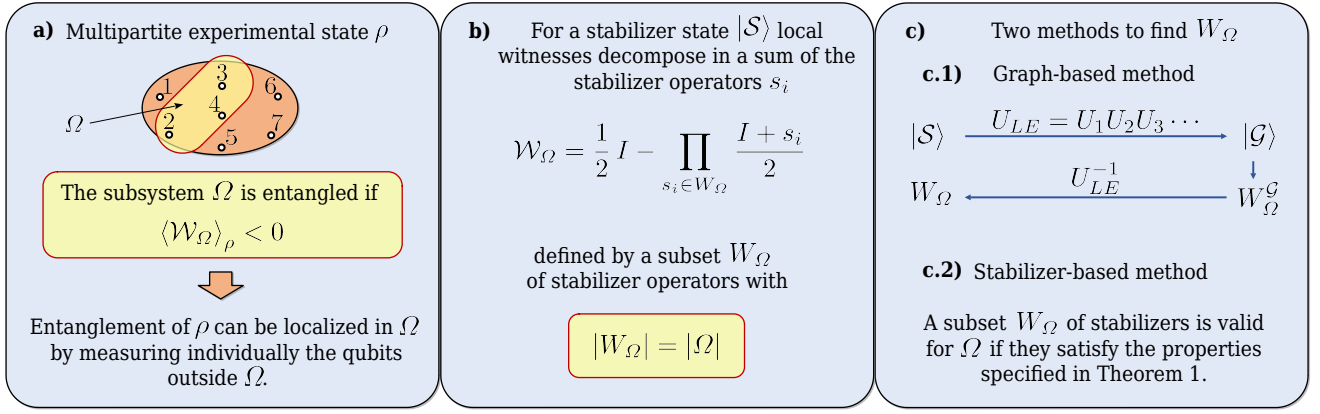 a) Multipartite experimental state ρ
1
3
6
4
Ω
2
5
7
The subsystem Ω is entangled if
⟨𝒲_Ω⟩_ρ < 0
Entanglement of ρ can be localized in Ω
by measuring individually the qubits
outside Ω.
b) For a stabilizer state |𝒮⟩ local
witnesses decompose in a sum of the
stabilizer operators s_i
𝒲_Ω = 1/2 I − ∏_{s_i∈W_Ω} (I + s_i)/2
defined by a subset W_Ω
of stabilizer operators with
|W_Ω| = |Ω|
c) Two methods to find W_Ω
c.1) Graph-based method
|𝒮⟩ U_{LE} = U_1U_2U_3 ⋯ |𝒢⟩
W_Ω U_{LE}^{−1} W_Ω^𝒢
c.2) Stabilizer-based method
A subset W_Ω of stabilizers is valid
for Ω if they satisfy the properties
specified in Theorem 1.